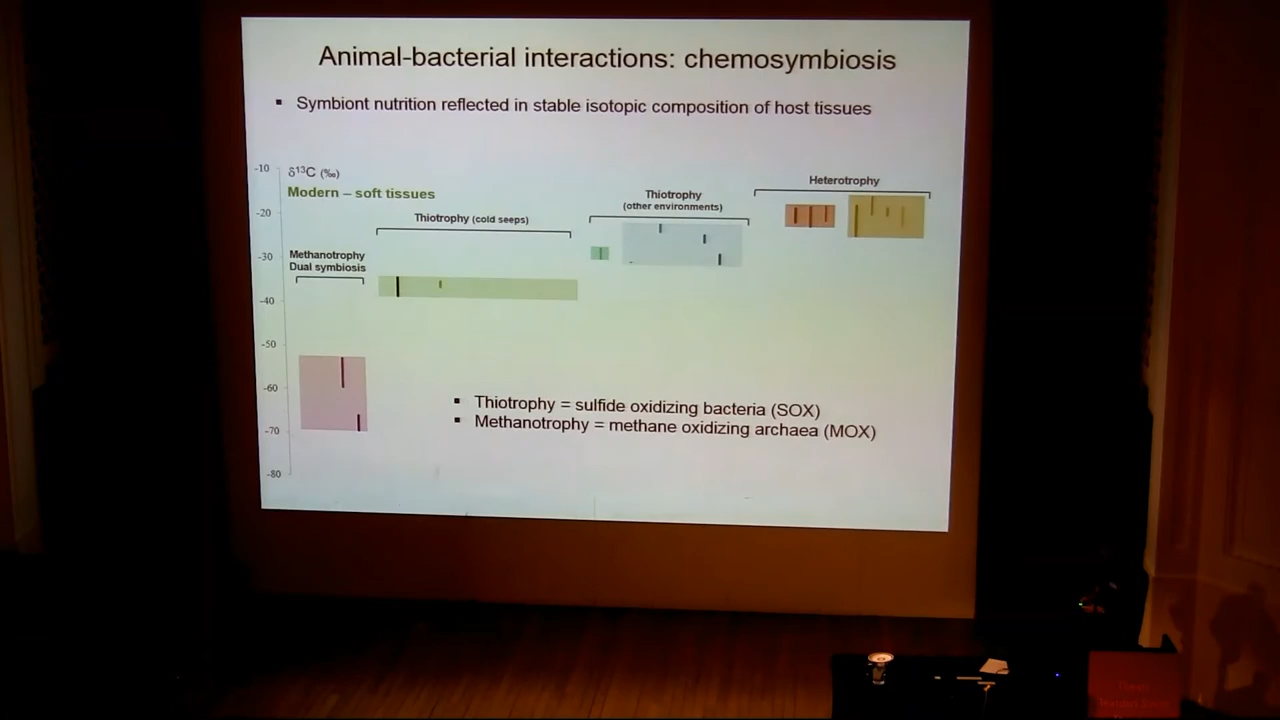 Animal-bacterial interactions: chemosymbiosis
▪ Symbiont nutrition reflected in stable isotopic composition of host tissues
δ¹³C (‰)
Modern – soft tissues
-10
-20
-30
-40
-50
-60
-70
-80
Methanotrophy
Dual symbiosis
Thiotrophy (cold seeps)
Thiotrophy
(other environments)
Heterotrophy
▪ Thiotrophy = sulfide oxidizing bacteria (SOX)
▪ Methanotrophy = methane oxidizing archaea (MOX)